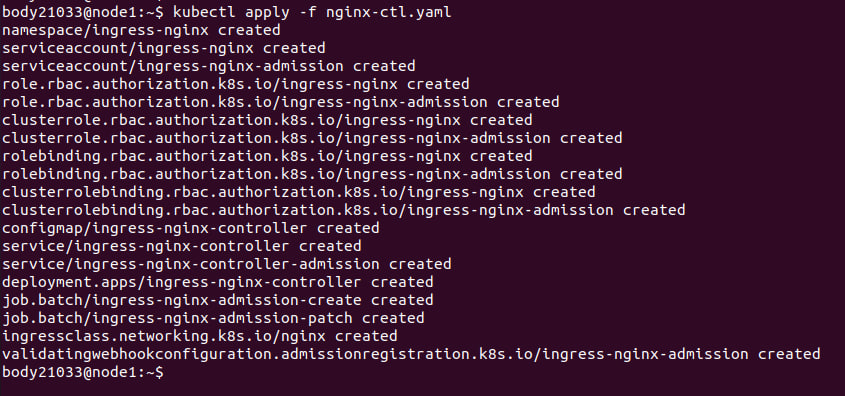 body21033@node1:~$ kubectl apply -f nginx-ctl.yaml
namespace/ingress-nginx created
serviceaccount/ingress-nginx created
serviceaccount/ingress-nginx-admission created
role.rbac.authorization.k8s.io/ingress-nginx created
role.rbac.authorization.k8s.io/ingress-nginx-admission created
clusterrole.rbac.authorization.k8s.io/ingress-nginx created
clusterrole.rbac.authorization.k8s.io/ingress-nginx-admission created
rolebinding.rbac.authorization.k8s.io/ingress-nginx created
rolebinding.rbac.authorization.k8s.io/ingress-nginx-admission created
clusterrolebinding.rbac.authorization.k8s.io/ingress-nginx created
clusterrolebinding.rbac.authorization.k8s.io/ingress-nginx-admission created
configmap/ingress-nginx-controller created
service/ingress-nginx-controller created
service/ingress-nginx-controller-admission created
deployment.apps/ingress-nginx-controller created
job.batch/ingress-nginx-admission-create created
job.batch/ingress-nginx-admission-patch created
ingressclass.networking.k8s.io/nginx created
validatingwebhookconfiguration.admissionregistration.k8s.io/ingress-nginx-admission created
body21033@node1:~$